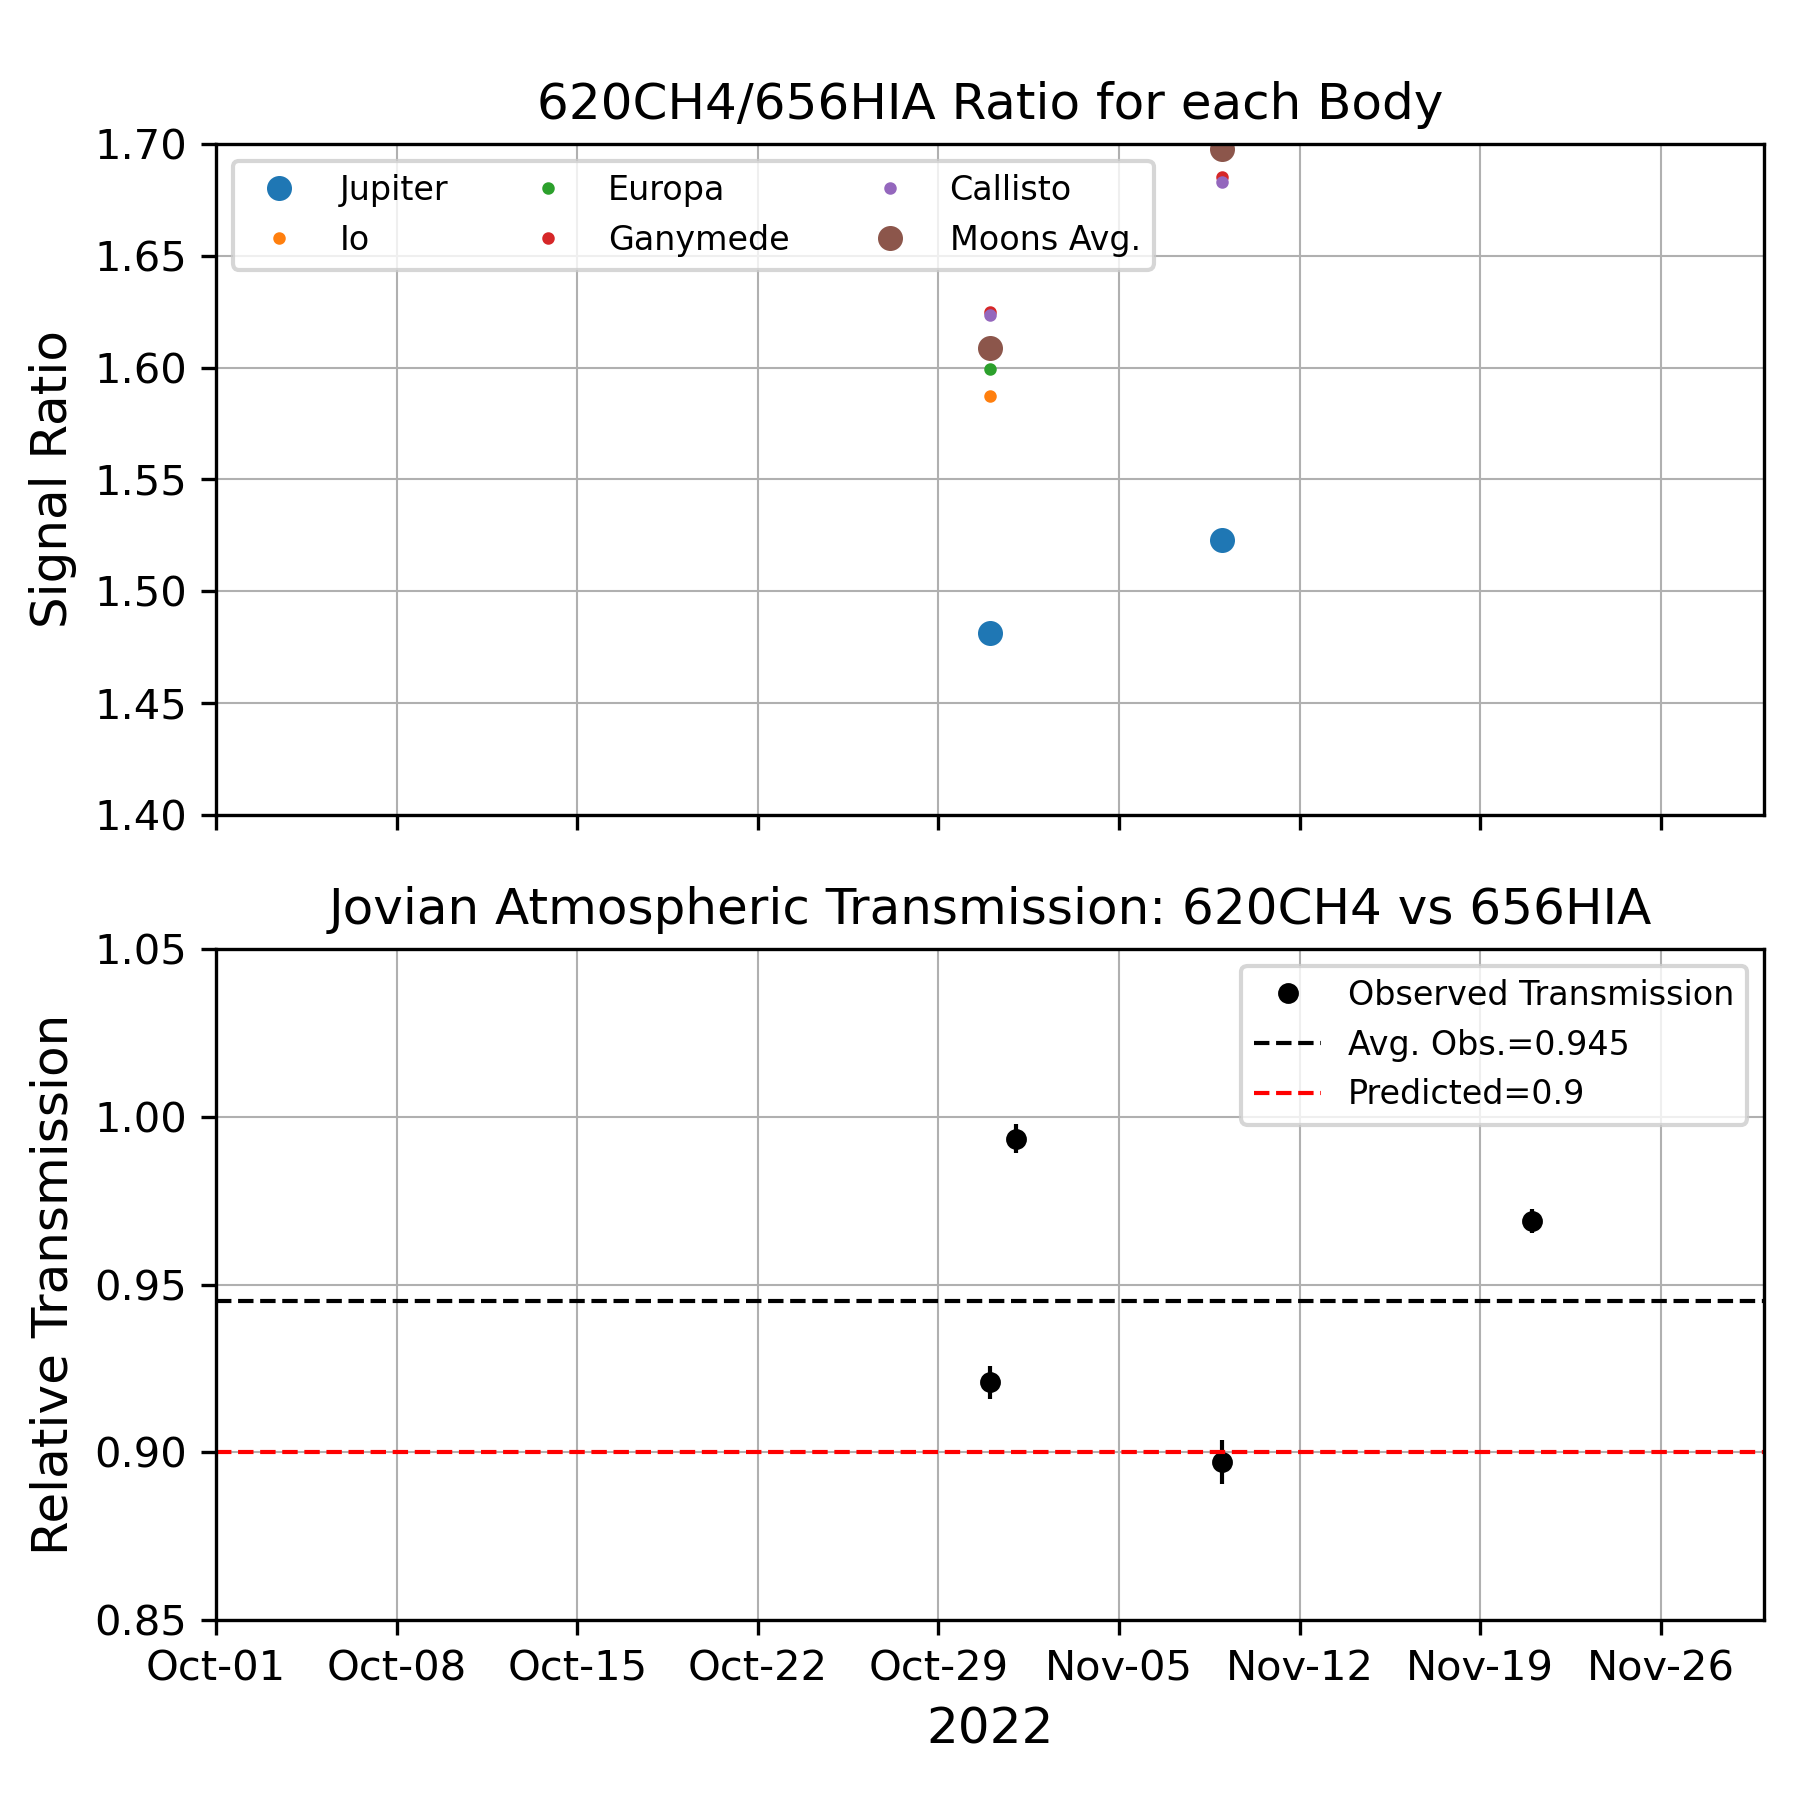 620CH4/656HIA Ratio for each Body
1.70
1.65
1.60
1.55
1.50
1.45
1.40
Signal Ratio
Jupiter
Io
Europa
Ganymede
Callisto
Moons Avg.
Jovian Atmospheric Transmission: 620CH4 vs 656HIA
1.05
1.00
0.95
0.90
0.85
Relative Transmission
Observed Transmission
Avg. Obs.=0.945
Predicted=0.9
Oct-01 Oct-08 Oct-15 Oct-22 Oct-29 Nov-05 Nov-12 Nov-19 Nov-26
2022